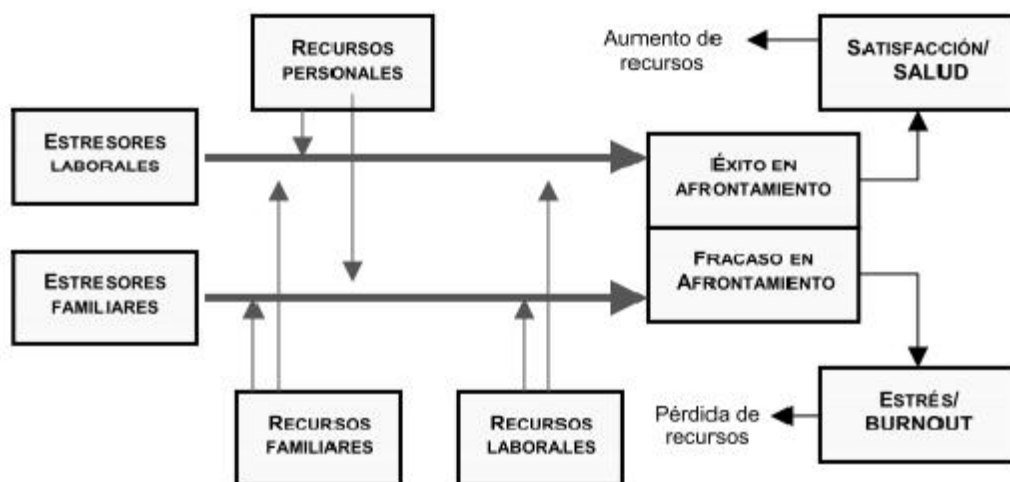 RECURSOS
PERSONALES
Aumento de
recursos
SATISFACCIÓN/
SALUD
ESTRESORES
LABORALES
ÉXITO EN
AFRONTAMIENTO
ESTRESORES
FAMILIARES
FRACASO EN
AFRONTAMIENTO
RECURSOS
FAMILIARES
RECURSOS
LABORALES
Pérdida de
recursos
ESTRÉS/
BURNOUT